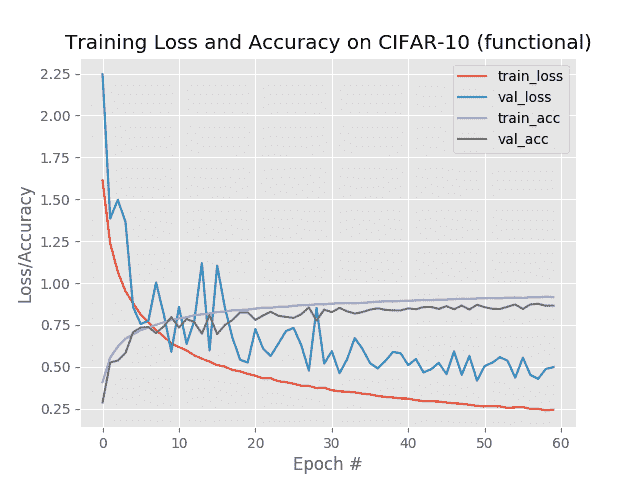 Training Loss and Accuracy on CIFAR-10 (functional)
2.25
2.00
1.75
1.50
1.25
1.00
0.75
0.50
0.25
Loss/Accuracy
train_loss
val_loss
train_acc
val_acc
0 10 20 30 40 50 60
Epoch #